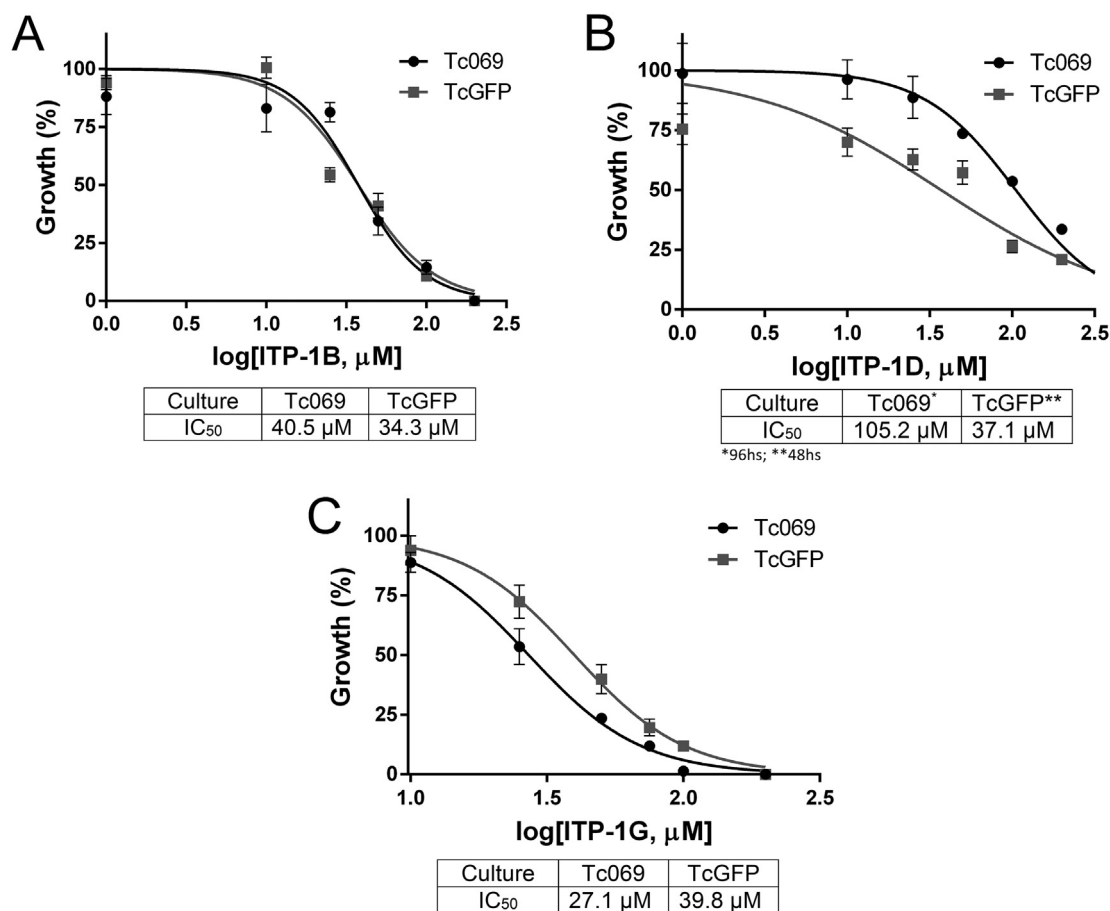 A
Growth (%)
100
75
50
25
0
0.0 0.5 1.0 1.5 2.0 2.5
log[ITP-1B, μM]
Tc069
TcGFP
Culture Tc069 TcGFP
IC50 40.5 μM 34.3 μM
B
Growth (%)
100
75
50
25
0
0.0 0.5 1.0 1.5 2.0 2.5
log[ITP-1D, μM]
Tc069
TcGFP
Culture Tc069* TcGFP**
IC50 105.2 μM 37.1 μM
*96hs; **48hs
C
Growth (%)
100
75
50
25
0
1.0 1.5 2.0 2.5
log[ITP-1G, μM]
Tc069
TcGFP
Culture Tc069 TcGFP
IC50 27.1 μM 39.8 μM